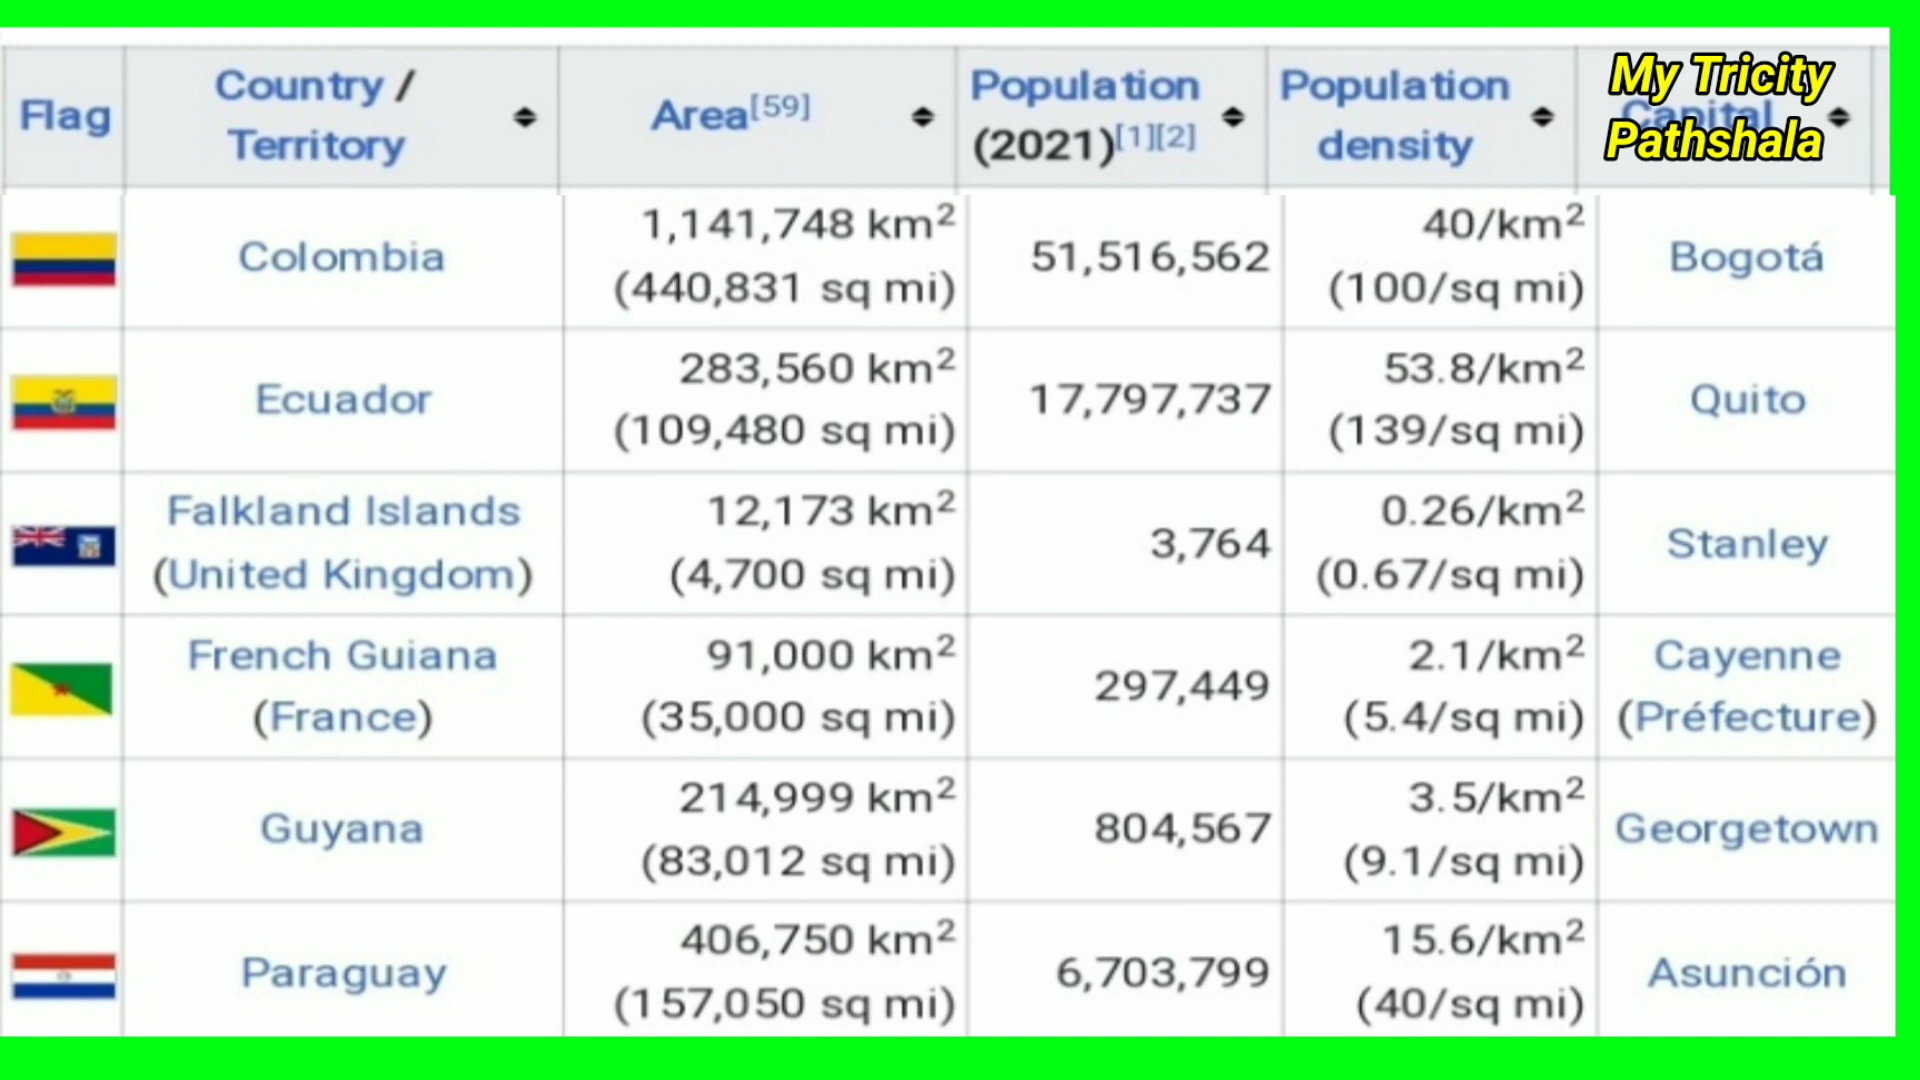 Flag
Country /
Territory
Area[59]
Population
(2021)[1][2]
Population
density
Capital
My Tricity
Pathshala
Colombia
1,141,748 km²
(440,831 sq mi)
51,516,562
40/km²
(100/sq mi)
Bogotá
Ecuador
283,560 km²
(109,480 sq mi)
17,797,737
53.8/km²
(139/sq mi)
Quito
Falkland Islands
(United Kingdom)
12,173 km²
(4,700 sq mi)
3,764
0.26/km²
(0.67/sq mi)
Stanley
French Guiana
(France)
91,000 km²
(35,000 sq mi)
297,449
2.1/km²
(5.4/sq mi)
Cayenne
(Préfecture)
Guyana
214,999 km²
(83,012 sq mi)
804,567
3.5/km²
(9.1/sq mi)
Georgetown
Paraguay
406,750 km²
(157,050 sq mi)
6,703,799
15.6/km²
(40/sq mi)
Asunción